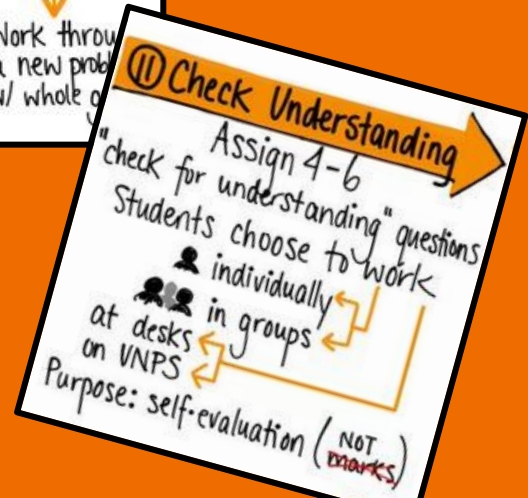 Work throu
a new prob
w/ whole g
⑪ Check Understanding
Assign 4-6
"check for understanding" questions
Students choose to work
individually
in groups
at desks
on VNPS
Purpose: self-evaluation (NOT
marks)